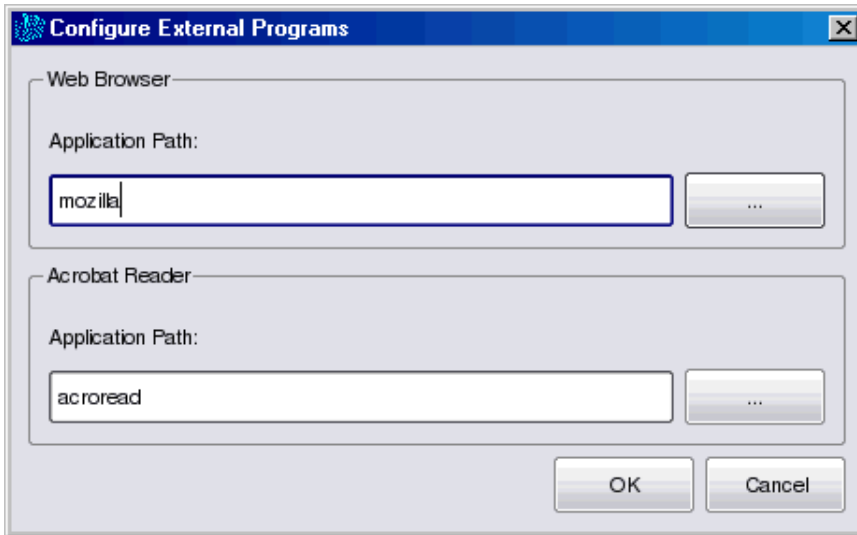 Configure External Programs
Web Browser
Application Path:
mozilla
...
Acrobat Reader
Application Path:
acroread
...
OK Cancel